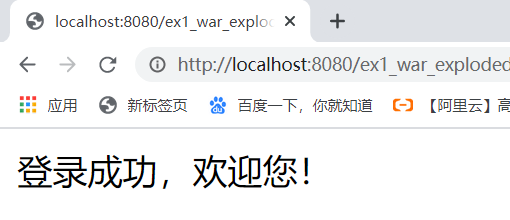 localhost:8080/ex1_war_explod
http://localhost:8080/ex1_war_exploded
应用 新标签页 百度一下，你就知道 【阿里云】高
登录成功，欢迎您！